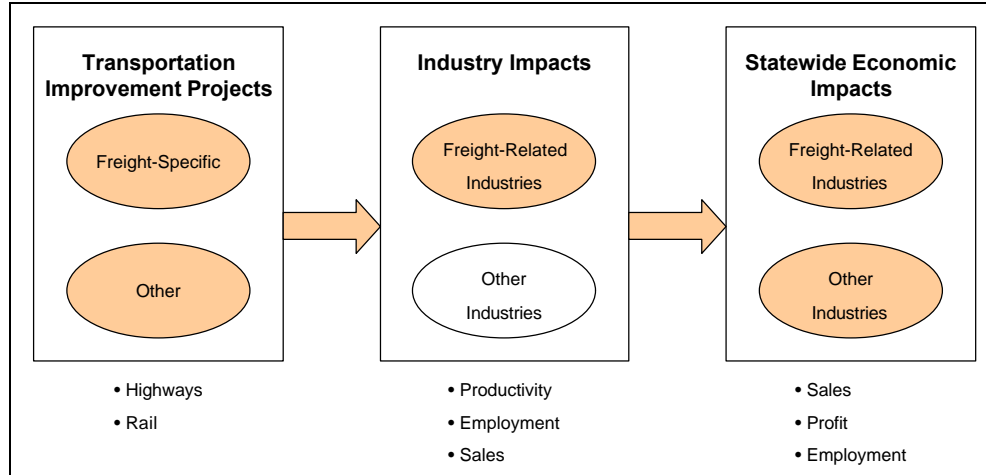 Transportation
Improvement Projects
Freight-Specific
Other
• Highways
• Rail
Industry Impacts
Freight-Related
Industries
Other
Industries
• Productivity
• Employment
• Sales
Statewide Economic
Impacts
Freight-Related
Industries
Other
Industries
• Sales
• Profit
• Employment